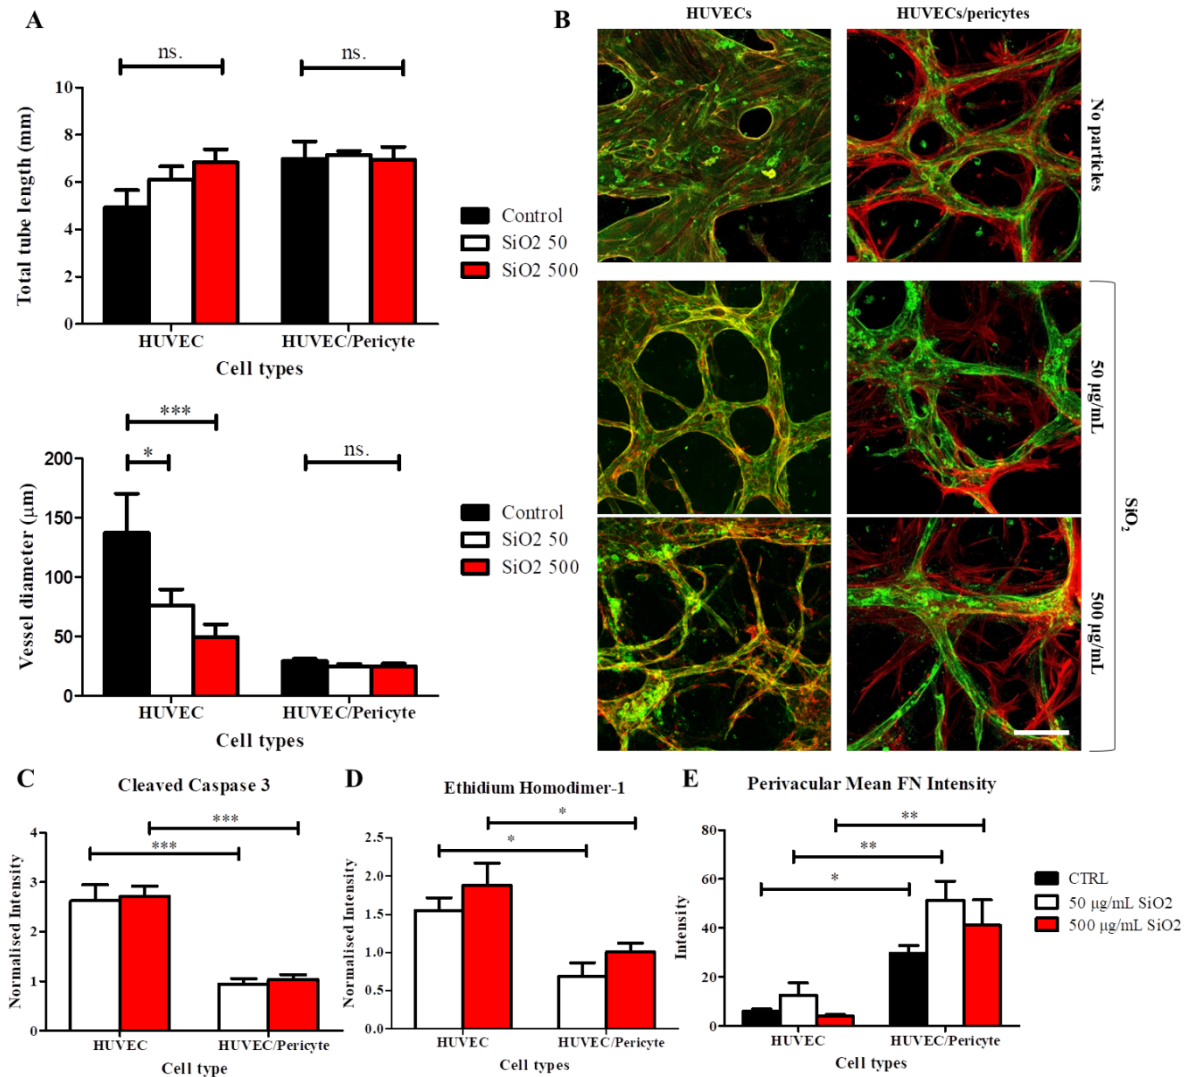 A
ns.
ns.
10
8
6
4
2
0
Total tube length (mm)
HUVEC
HUVEC/Pericyte
Cell types
Control
SiO2 50
SiO2 500
***
*
ns.
200
150
100
50
0
Vessel diameter (μm)
HUVEC
HUVEC/Pericyte
Cell types
Control
SiO2 50
SiO2 500
B
HUVECs
HUVECs/pericytes
No particles
50 μg/mL
500 μg/mL
SiO₂
C
Cleaved Caspase 3
***
***
4
3
2
1
0
Normalised Intensity
HUVEC
HUVEC/Pericyte
Cell type
D
Ethidium Homodimer-1
*
*
2.5
2.0
1.5
1.0
0.5
0.0
Normalised Intensity
HUVEC
HUVEC/Pericyte
Cell types
E
Perivacular Mean FN Intensity
**
**
*
80
60
40
20
0
Intensity
HUVEC
HUVEC/Pericyte
Cell types
CTRL
50 μg/mL SiO2
500 μg/mL SiO2